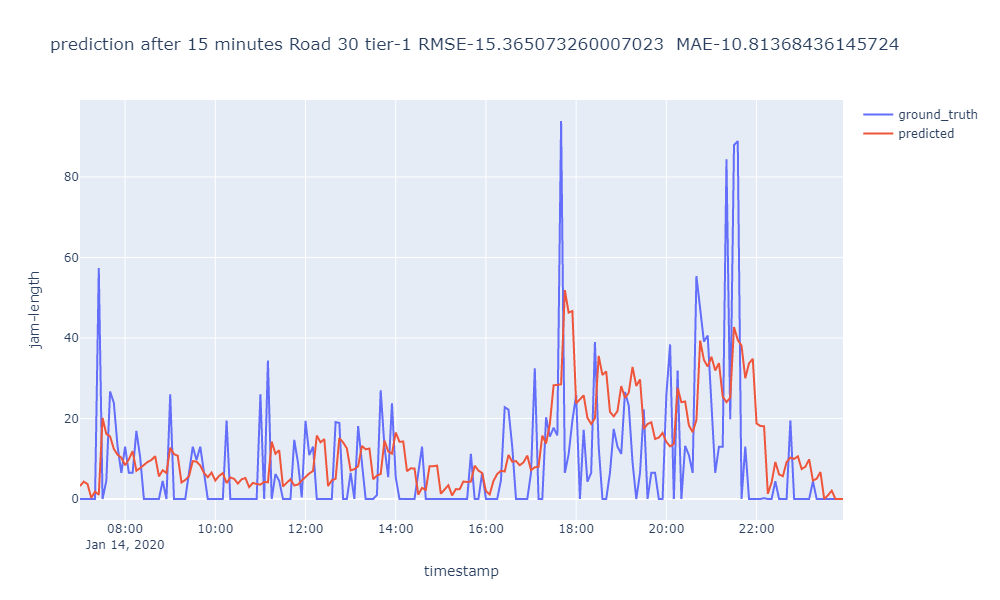 prediction after 15 minutes Road 30 tier-1 RMSE-15.365073260007023  MAE-10.81368436145724
ground_truth
predicted
jam-length
80
60
40
20
0
08:00 10:00 12:00 14:00 16:00 18:00 20:00 22:00
Jan 14, 2020
timestamp